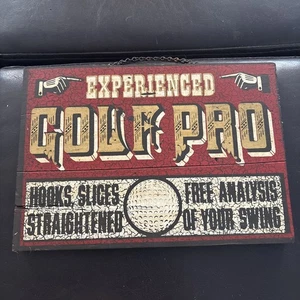 EXPERIENCED
GOLF PRO
HOOKS, SLICES
STRAIGHTENED
FREE ANALYSIS
OF YOUR SWING